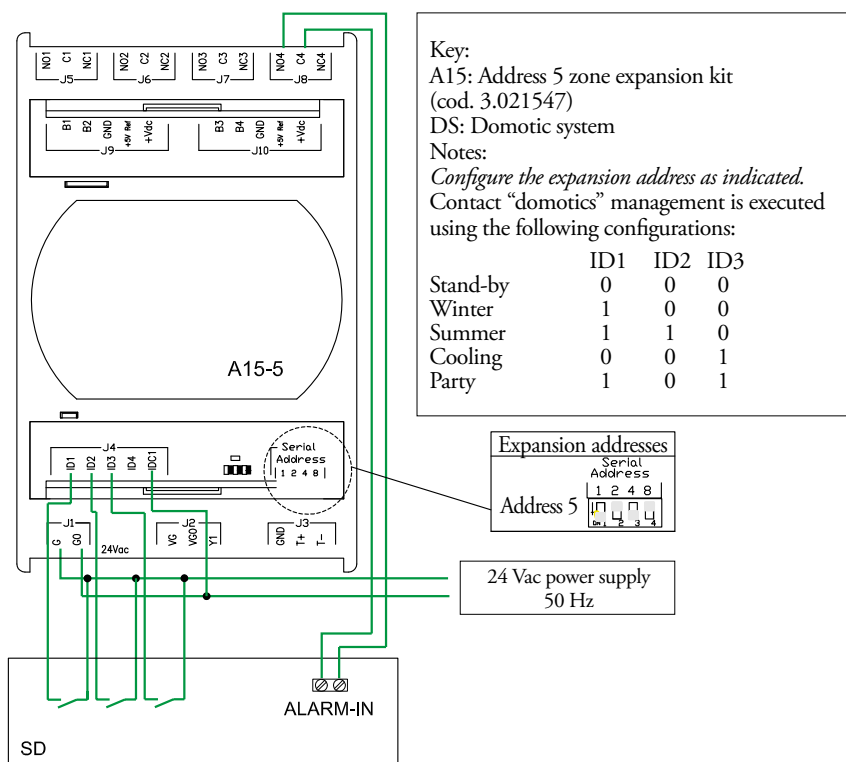 NO1 C1 NC1 NO2 C2 NC2 NO3 C3 NC3 NO4 C4 NC4
J5 J6 J7 J8
B1 B2 GND +5V Ref +Vdc B3 B4 GND +5V Ref +Vdc
J9 J10
A15-5
J4
ID1 ID2 ID3 ID4 IDC1
Serial
Address
1 2 4 8
J1 J2 J3
G G0 24Vac VG VG0 Y1 GND T+ T-
ALARM-IN
SD
Key:
A15: Address 5 zone expansion kit
(cod. 3.021547)
DS: Domotic system
Notes:
Configure the expansion address as indicated.
Contact “domotics” management is executed
using the following configurations:
ID1 ID2 ID3
Stand-by 0 0 0
Winter 1 0 0
Summer 1 1 0
Cooling 0 0 1
Party 1 0 1
Expansion addresses
Serial
Address
1 2 4 8
Address 5
ON 1 2 3 4
24 Vac power supply
50 Hz